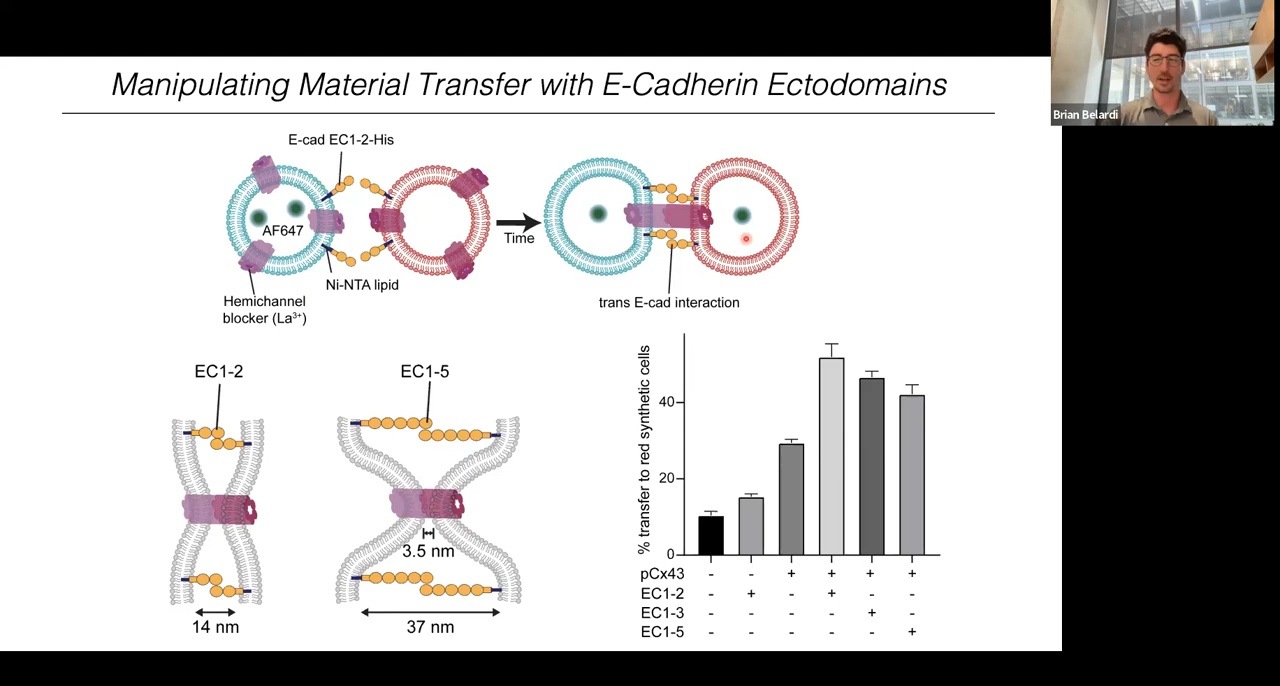 Manipulating Material Transfer with E-Cadherin Ectodomains
Brian Belardi
E-cad EC1-2-His
AF647
Time
Ni-NTA lipid
Hemichannel
blocker (La³⁺)
trans E-cad interaction
EC1-2
EC1-5
3.5 nm
14 nm
37 nm
% transfer to red synthetic cells
40
20
0
pCx43 - - + + + +
EC1-2 - + - + - -
EC1-3 - - - - + -
EC1-5 - - - - - +